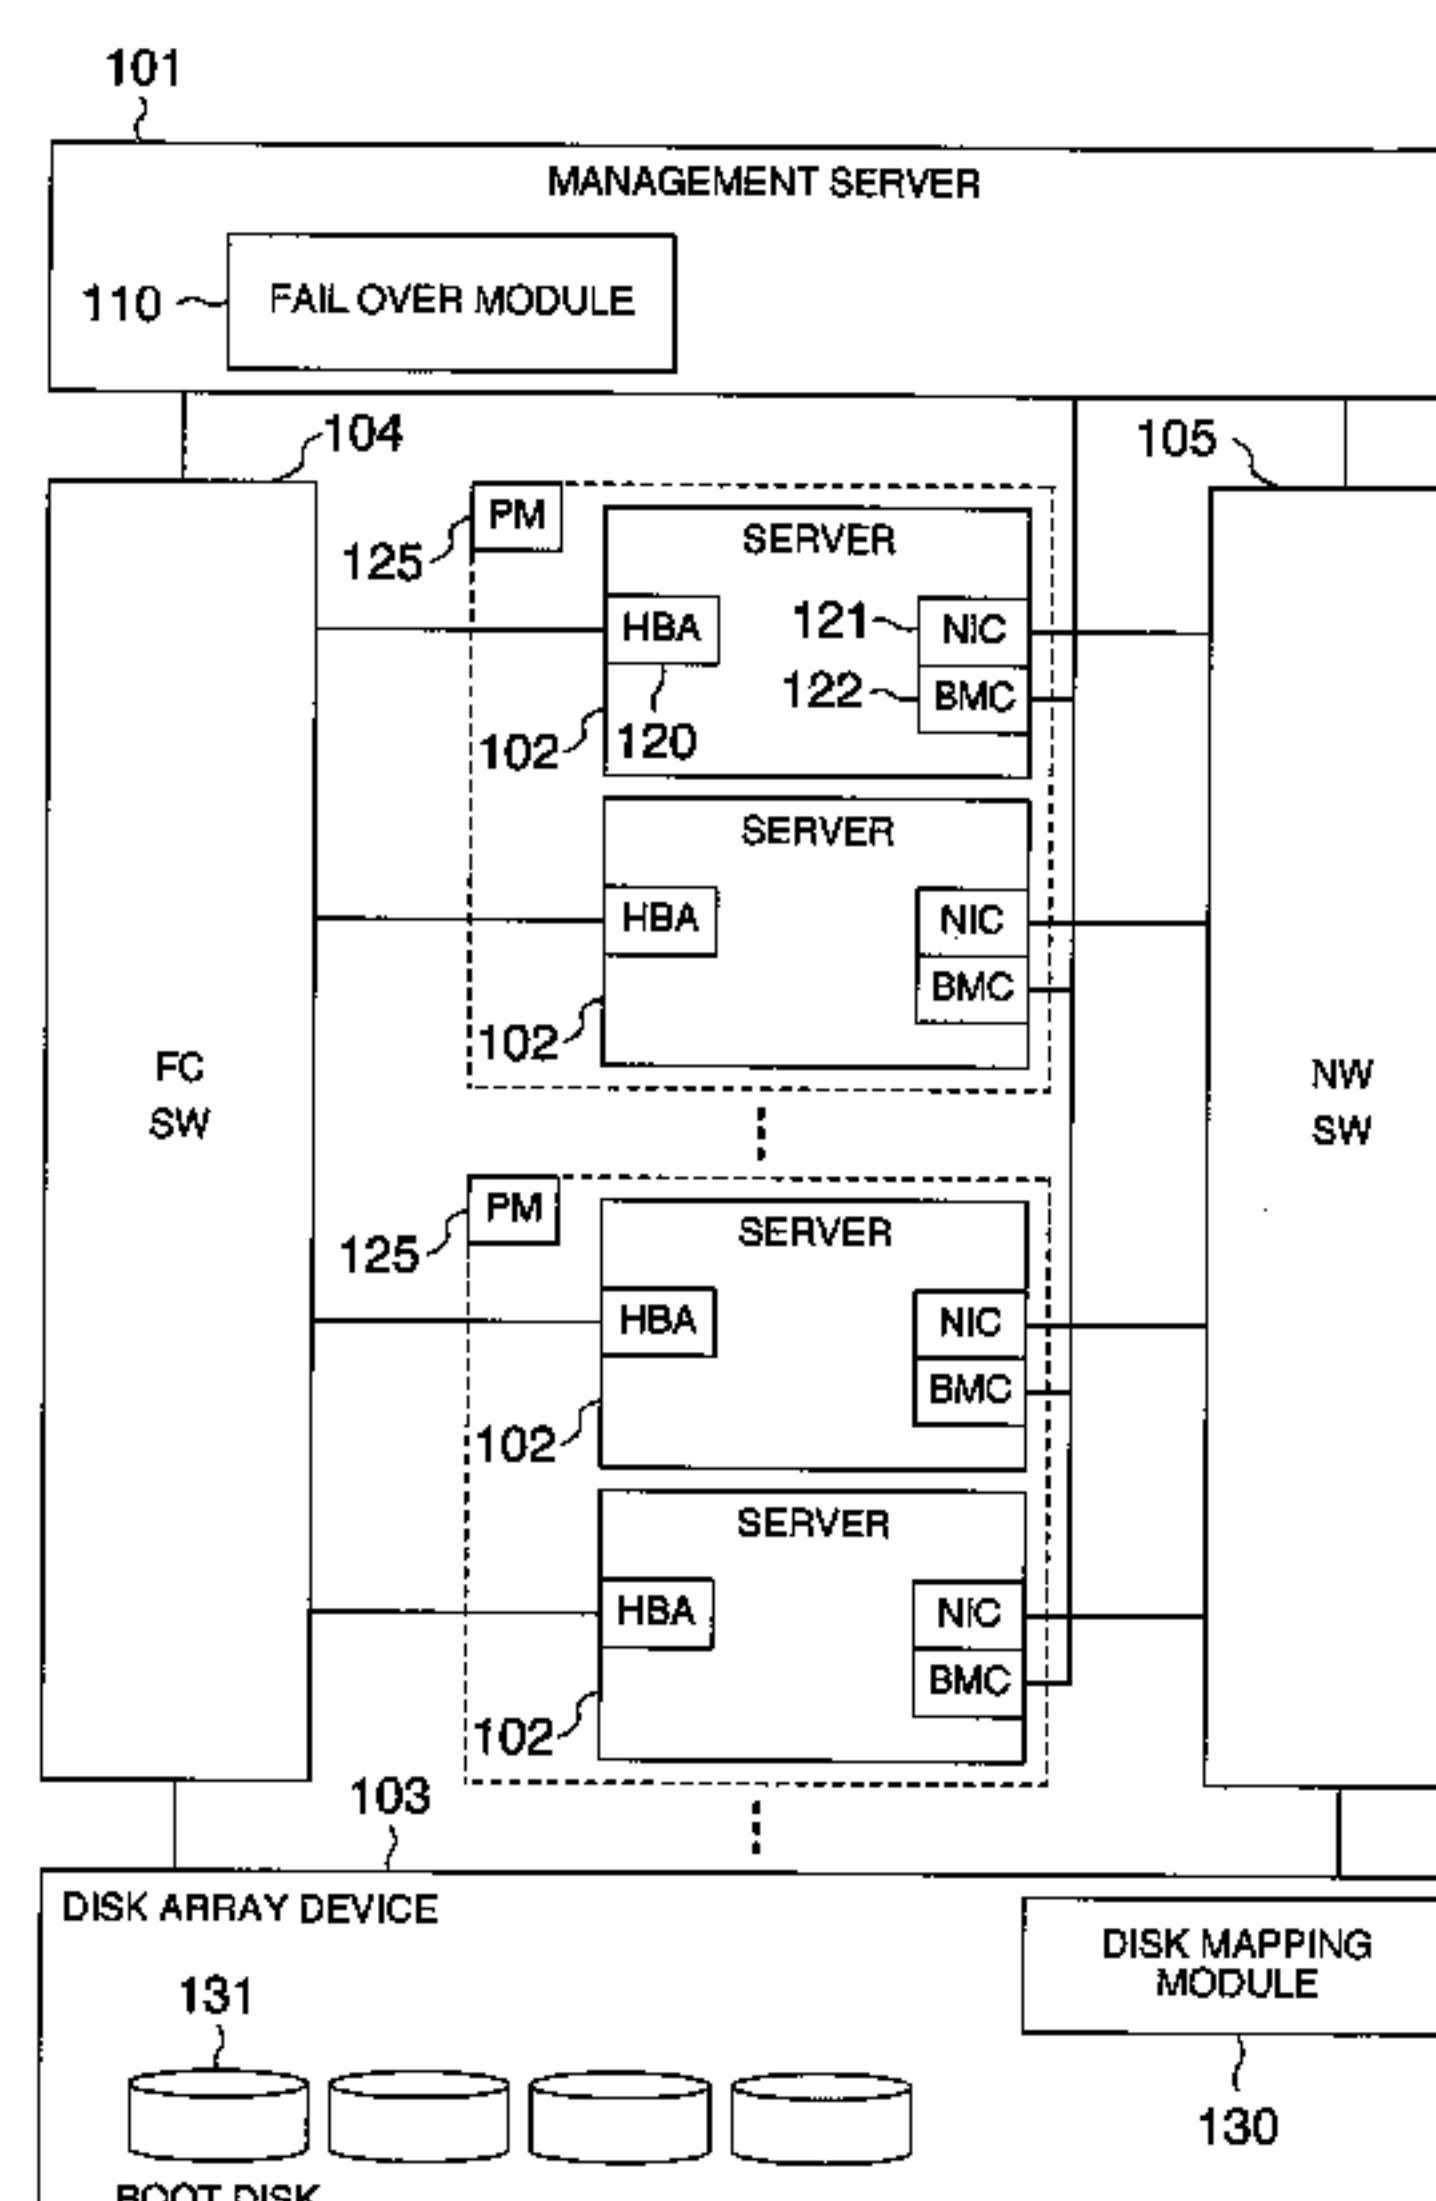 101
MANAGEMENT SERVER
110
FAIL OVER MODULE
104
105
PM
125
SERVER
HBA
121
NIC
122
BMC
102
120
SERVER
HBA
NIC
BMC
102
FC
SW
NW
SW
PM
125
SERVER
HBA
NIC
BMC
102
SERVER
HBA
NIC
BMC
102
103
DISK ARRAY DEVICE
DISK MAPPING
MODULE
131
130
BOOT DISK